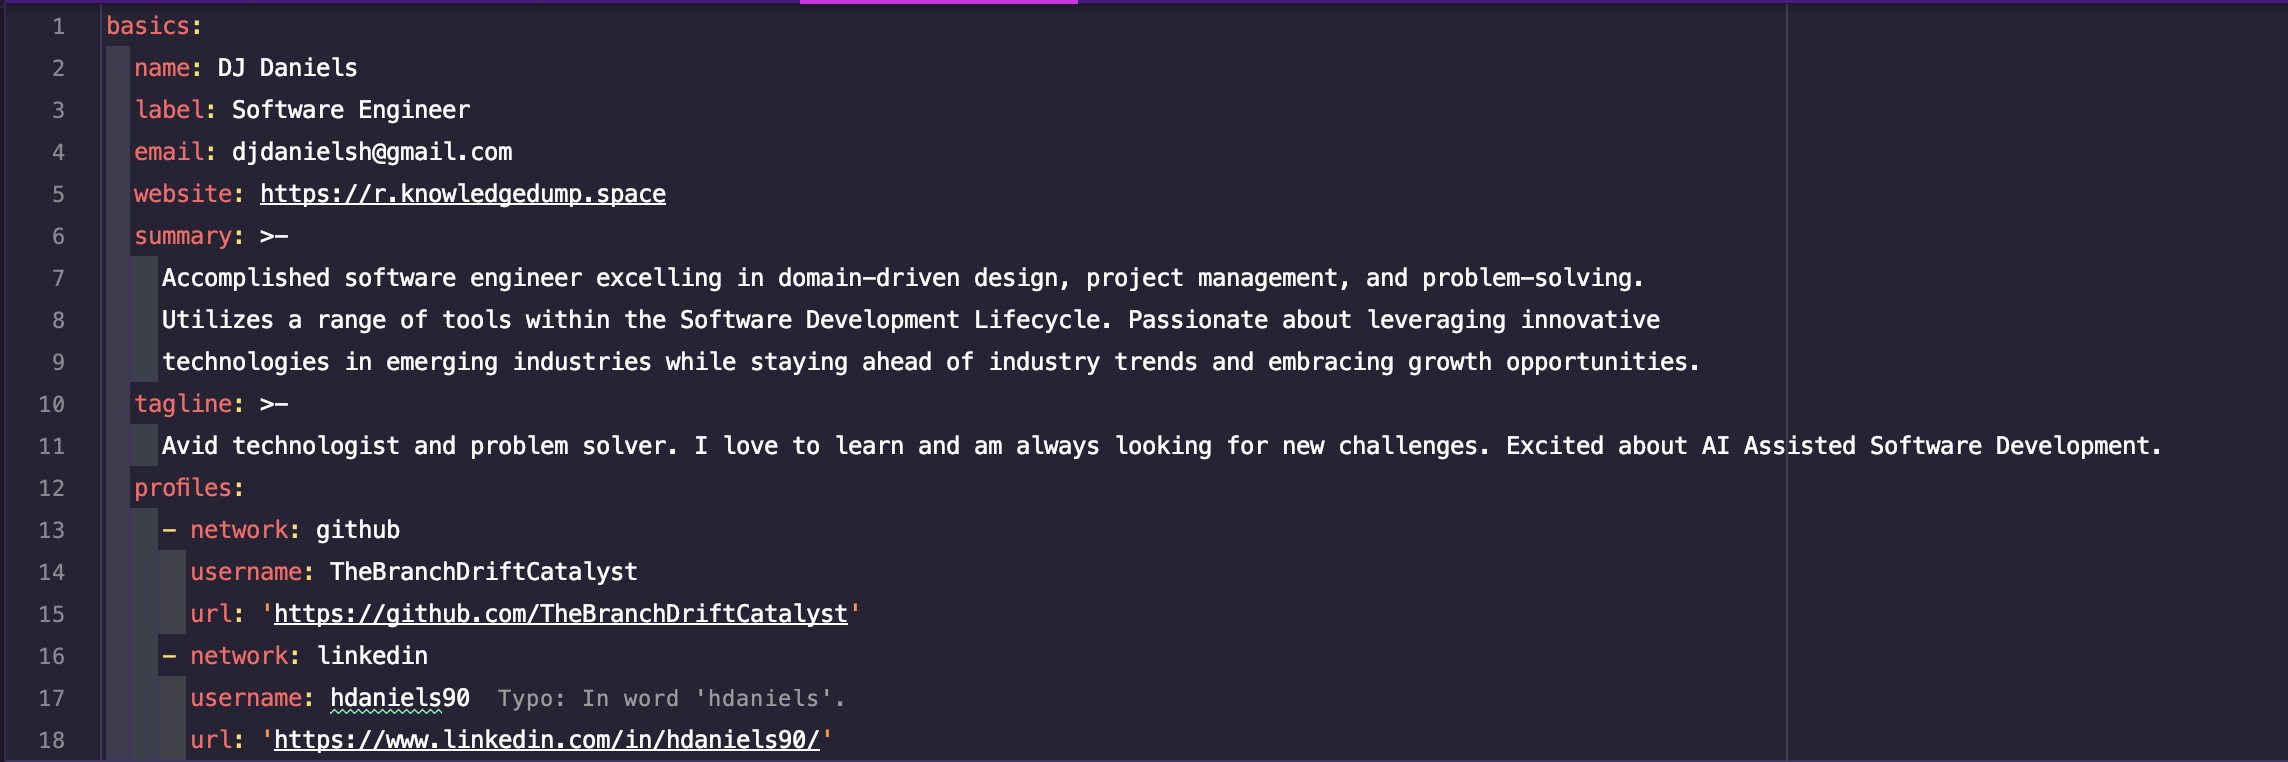 1 basics:
2 name: DJ Daniels
3 label: Software Engineer
4 email: djdanielsh@gmail.com
5 website: https://r.knowledgedump.space
6 summary: >-
7 Accomplished software engineer excelling in domain-driven design, project management, and problem-solving.
8 Utilizes a range of tools within the Software Development Lifecycle. Passionate about leveraging innovative
9 technologies in emerging industries while staying ahead of industry trends and embracing growth opportunities.
10 tagline: >-
11 Avid technologist and problem solver. I love to learn and am always looking for new challenges. Excited about AI Assisted Software Development.
12 profiles:
13 - network: github
14 username: TheBranchDriftCatalyst
15 url: 'https://github.com/TheBranchDriftCatalyst'
16 - network: linkedin
17 username: hdaniels90 Typo: In word 'hdaniels'.
18 url: 'https://www.linkedin.com/in/hdaniels90/'